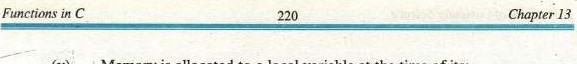 Functions in C 220 Chapter 13
Memory is allocated to a local variable at the time of its